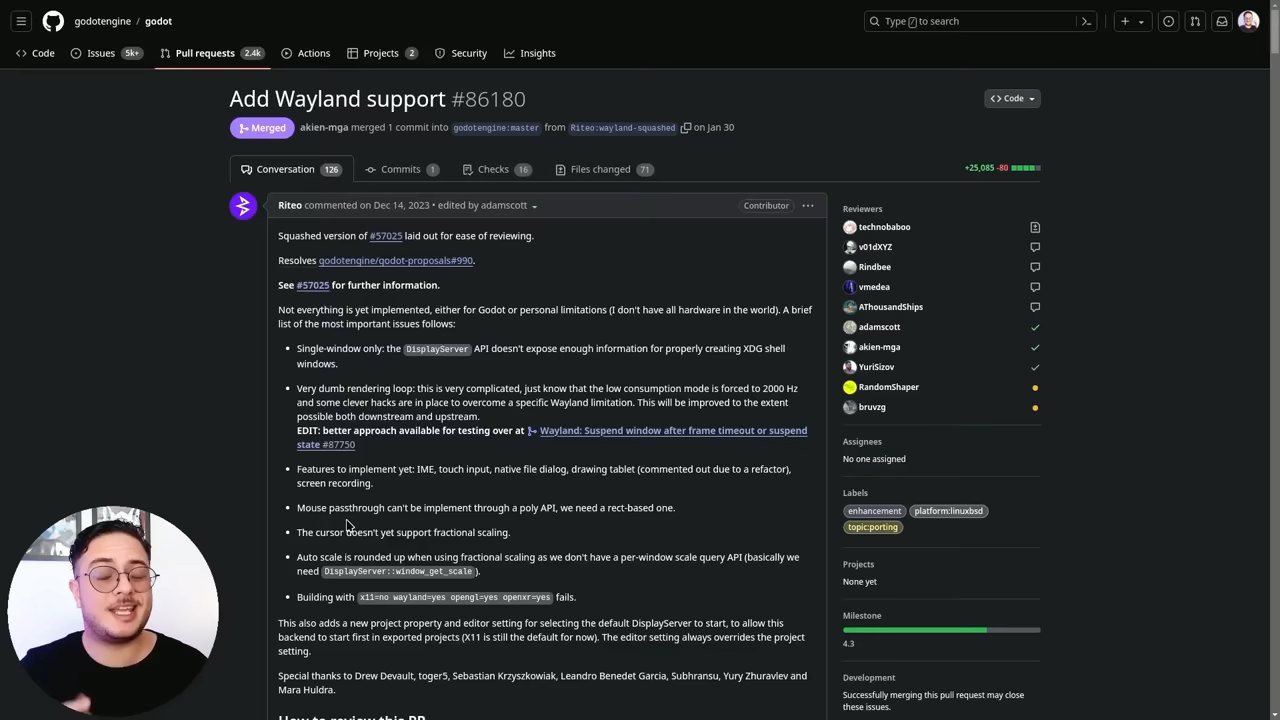 godotengine / godot
Type / to search
Code
Issues 5k+
Pull requests 2.4k
Actions
Projects 2
Security
Insights
Add Wayland support #86180
Code
Merged akien-mga merged 1 commit into godotengine:master from Riteo:wayland-squashed on Jan 30
Conversation 126
Commits 1
Checks 16
Files changed 71
+25,085 -80
Riteo commented on Dec 14, 2023 • edited by adamscott
Contributor
Squashed version of #57025 laid out for ease of reviewing.
Resolves godotengine/godot-proposals#990.
See #57025 for further information.
Not everything is yet implemented, either for Godot or personal limitations (I don't have all hardware in the world). A brief
list of the most important issues follows:
• Single-window only: the DisplayServer API doesn't expose enough information for properly creating XDG shell
windows.
• Very dumb rendering loop: this is very complicated, just know that the low consumption mode is forced to 2000 Hz
and some clever hacks are in place to overcome a specific Wayland limitation. This will be improved to the extent
possible both downstream and upstream.
EDIT: better approach available for testing over at Wayland: Suspend window after frame timeout or suspend
state #87750
• Features to implement yet: IME, touch input, native file dialog, drawing tablet (commented out due to a refactor),
screen recording.
• Mouse passthrough can't be implement through a poly API, we need a rect-based one.
• The cursor doesn't yet support fractional scaling.
• Auto scale is rounded up when using fractional scaling as we don't have a per-window scale query API (basically we
need DisplayServer::window_get_scale).
• Building with x11=no wayland=yes opengl=yes openxr=yes fails.
This also adds a new project property and editor setting for selecting the default DisplayServer to start, to allow this
backend to start first in exported projects (X11 is still the default for now). The editor setting always overrides the project
setting.
Special thanks to Drew Devault, toger5, Sebastian Krzyszkowiak, Leandro Benedet Garcia, Subhransu, Yury Zhuravlev and
Mara Huldra.
How to review this PR
Reviewers
technobaboo
v01dXYZ
Rindbee
vmedea
AThousandShips
adamscott
akien-mga
YuriSizov
RandomShaper
bruvzg
Assignees
No one assigned
Labels
enhancement
platform:linuxbsd
topic:porting
Projects
None yet
Milestone
4.3
Development
Successfully merging this pull request may close
these issues.